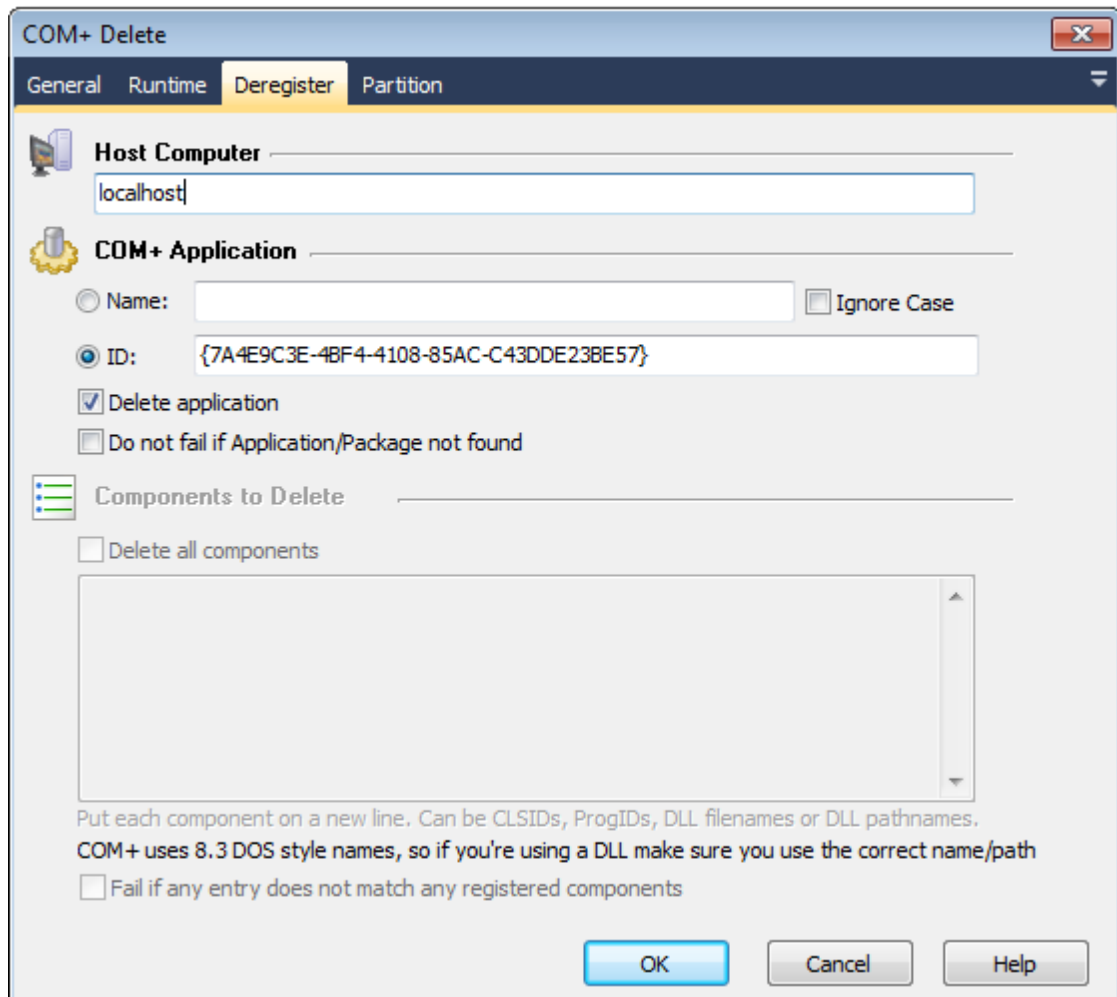 COM+ Delete
General Runtime Deregister Partition
Host Computer
localhost
COM+ Application
Name: Ignore Case
ID: {7A4E9C3E-4BF4-4108-85AC-C43DDE23BE57}
Delete application
Do not fail if Application/Package not found
Components to Delete
Delete all components
Put each component on a new line. Can be CLSIDs, ProgIDs, DLL filenames or DLL pathnames.
COM+ uses 8.3 DOS style names, so if you're using a DLL make sure you use the correct name/path
Fail if any entry does not match any registered components
OK Cancel Help